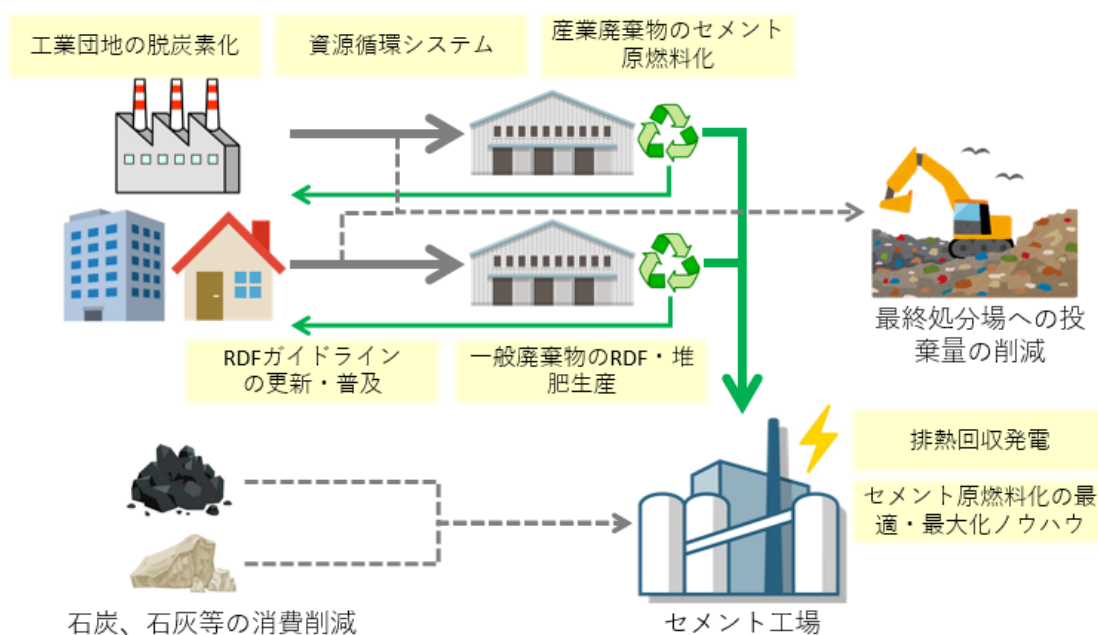 工業団地の脱炭素化
資源循環システム
産業廃棄物のセメント
原燃料化
最終処分場への投
棄量の削減
RDFガイドライン
の更新・普及
一般廃棄物のRDF・堆
肥生産
排熱回収発電
セメント原燃料化の最
適・最大化ノウハウ
石炭、石灰等の消費削減
セメント工場